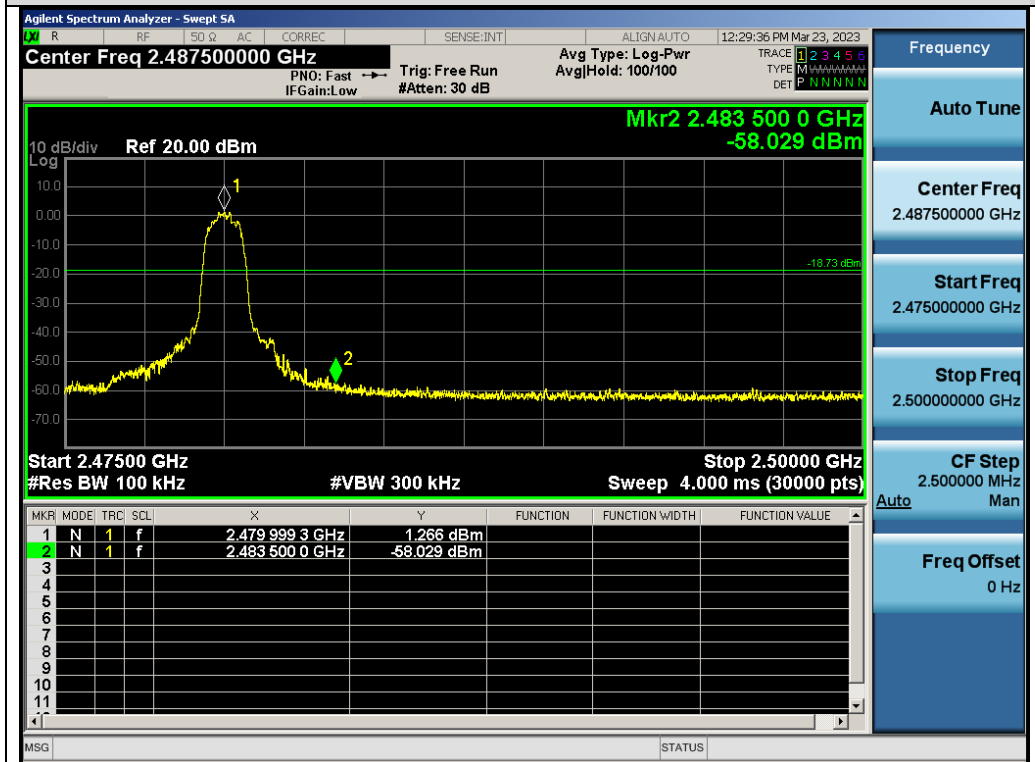 Agilent Spectrum Analyzer - Swept SA
LXI R RF 50 Ω AC CORREC SENSE:INT ALIGN AUTO 12:29:36 PM Mar 23, 2023
Center Freq 2.487500000 GHz
PNO: Fast
IFGain:Low
Trig: Free Run
#Atten: 30 dB
Avg Type: Log-Pwr
Avg|Hold: 100/100
TRACE 1 2 3 4 5 6
TYPE M W W W W W
DET P N N N N N
Mkr2 2.483 500 0 GHz
-58.029 dBm
10 dB/div Ref 20.00 dBm
Log
10.0
0.00
-10.0
-20.0
-30.0
-40.0
-50.0
-60.0
-70.0
1
2
-18.73 dBm
Start 2.47500 GHz Stop 2.50000 GHz
#Res BW 100 kHz #VBW 300 kHz Sweep 4.000 ms (30000 pts)
MKR MODE TRC SCL X Y FUNCTION FUNCTION WIDTH FUNCTION VALUE
1 N 1 f 2.479 999 3 GHz 1.266 dBm
2 N 1 f 2.483 500 0 GHz -58.029 dBm
3
4
5
6
7
8
9
10
11
MSG STATUS
Frequency
Auto Tune
Center Freq
2.487500000 GHz
Start Freq
2.475000000 GHz
Stop Freq
2.500000000 GHz
CF Step
2.500000 MHz
Auto Man
Freq Offset
0 Hz